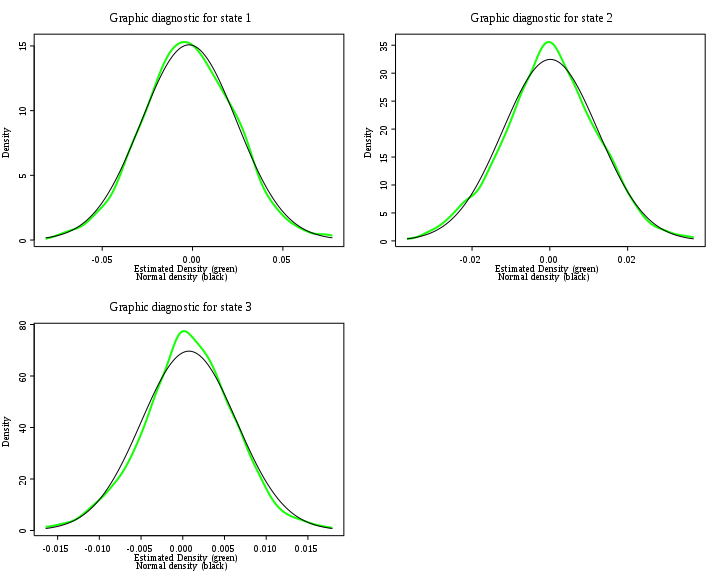 Graphic diagnostic for state 1
Density
15
10
5
0
-0.05 0.00 0.05
Estimated Density (green)
Normal density (black)
Graphic diagnostic for state 2
Density
35
30
25
20
15
10
5
0
-0.02 0.00 0.02
Estimated Density (green)
Normal density (black)
Graphic diagnostic for state 3
Density
80
60
40
20
0
-0.015 -0.010 -0.005 0.000 0.005 0.010 0.015
Estimated Density (green)
Normal density (black)